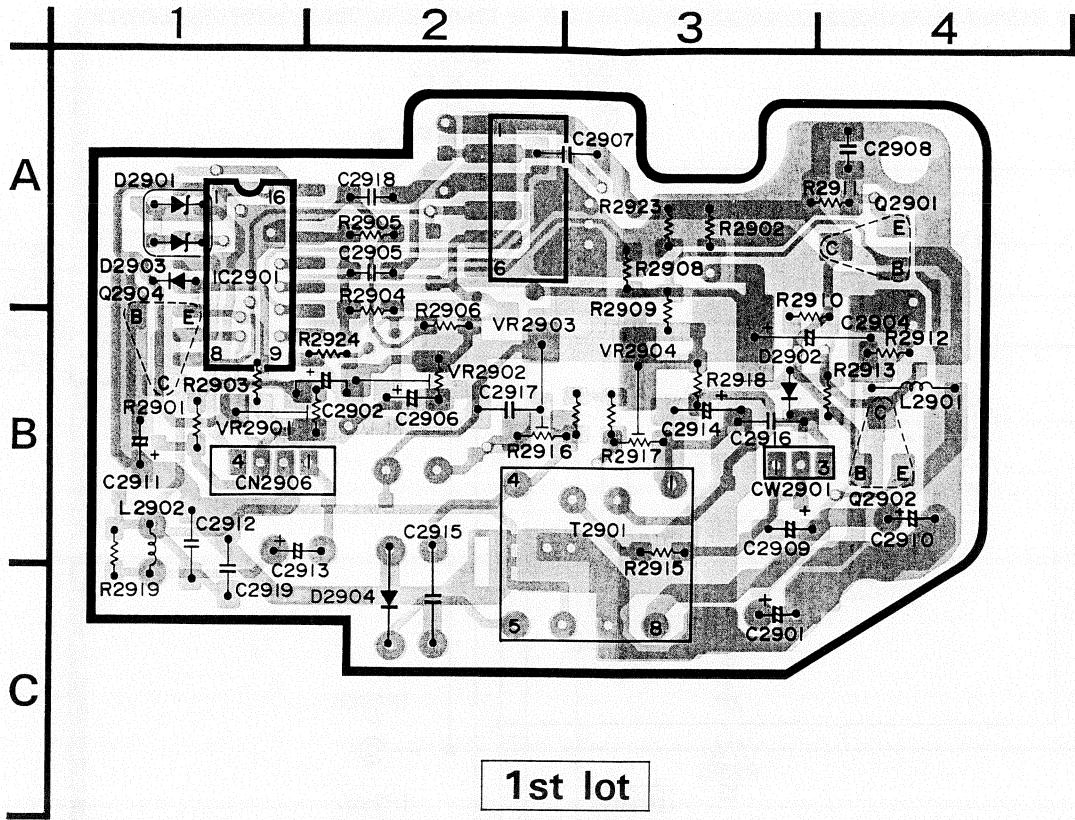 1 2 3 4
A
C2907
C2908
D2901
C2918
R2911
1 16
1
R2923
Q2901
R2905
R2902
E
C
C2905
B
D2903
IC2901
6
R2908
Q2904
R2904
R2910
B E
R2906
VR2903
R2909
C2904
R2912
8 9
R2924
VR2904
D2902
R2913
C
R2903
VR2902
R2918
L2901
R2901
C2902
C2906
C2917
C2914
C
B
VR2901
R2916
R2917
C2916
4 1
CN2906
4 1
1 3
CW2901
B E
C2911
Q2902
L2902
C2912
C2915
T2901
C2909
C2910
R2919
C2919
C2913
D2904
R2915
5 8
C2901
C
1st lot